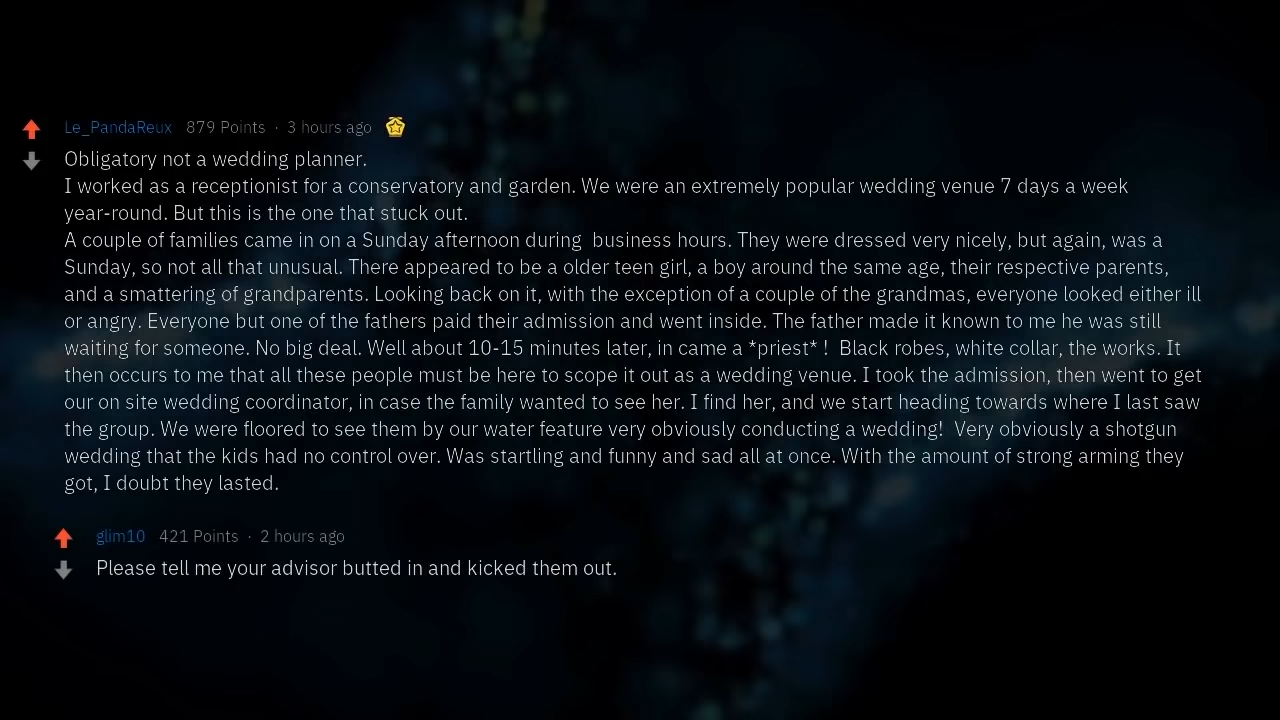 Le_PandaReux 879 Points · 3 hours ago
Obligatory not a wedding planner.
I worked as a receptionist for a conservatory and garden. We were an extremely popular wedding venue 7 days a week
year-round. But this is the one that stuck out.
A couple of families came in on a Sunday afternoon during  business hours. They were dressed very nicely, but again, was a
Sunday, so not all that unusual. There appeared to be a older teen girl, a boy around the same age, their respective parents,
and a smattering of grandparents. Looking back on it, with the exception of a couple of the grandmas, everyone looked either ill
or angry. Everyone but one of the fathers paid their admission and went inside. The father made it known to me he was still
waiting for someone. No big deal. Well about 10-15 minutes later, in came a *priest* !  Black robes, white collar, the works. It
then occurs to me that all these people must be here to scope it out as a wedding venue. I took the admission, then went to get
our on site wedding coordinator, in case the family wanted to see her. I find her, and we start heading towards where I last saw
the group. We were floored to see them by our water feature very obviously conducting a wedding!  Very obviously a shotgun
wedding that the kids had no control over. Was startling and funny and sad all at once. With the amount of strong arming they
got, I doubt they lasted.
glim10 421 Points · 2 hours ago
Please tell me your advisor butted in and kicked them out.